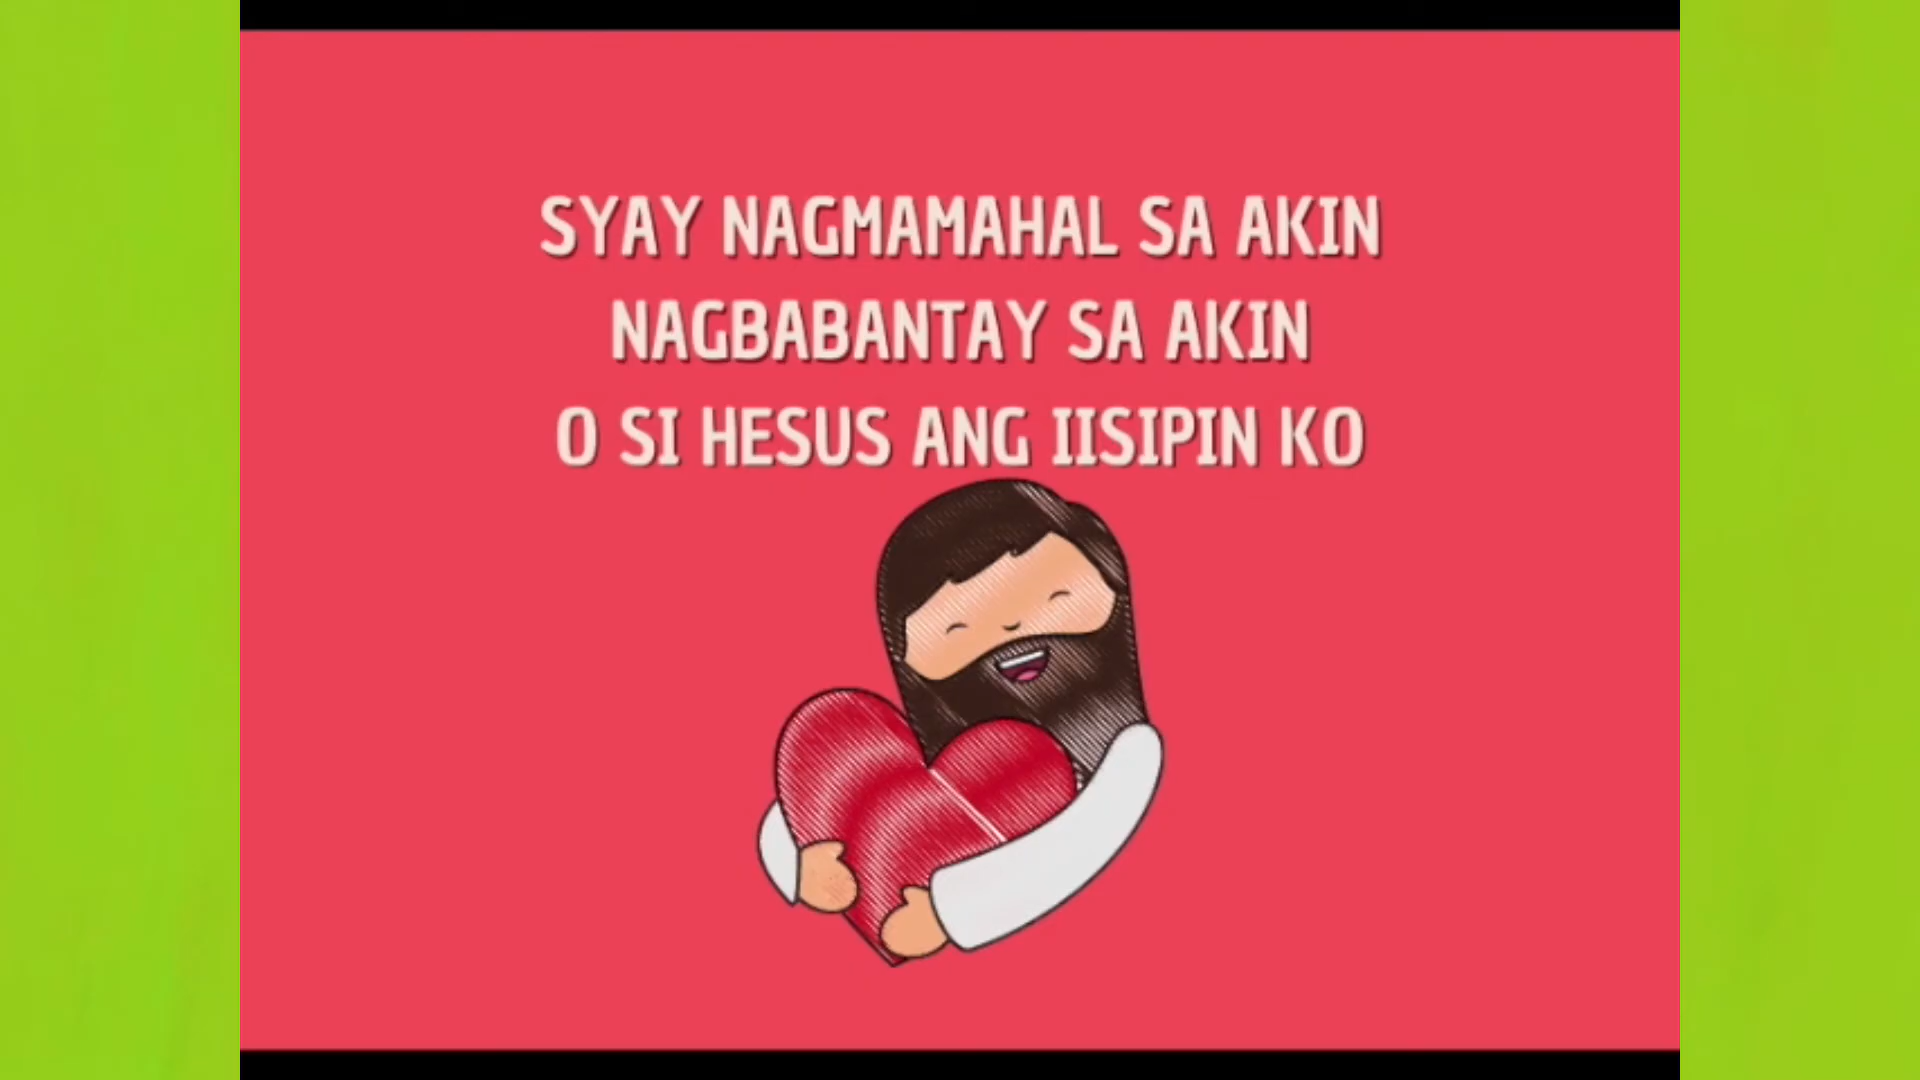 SYAY NAGMAMAHAL SA AKIN
NAGBABANTAY SA AKIN
O SI HESUS ANG IISIPIN KO